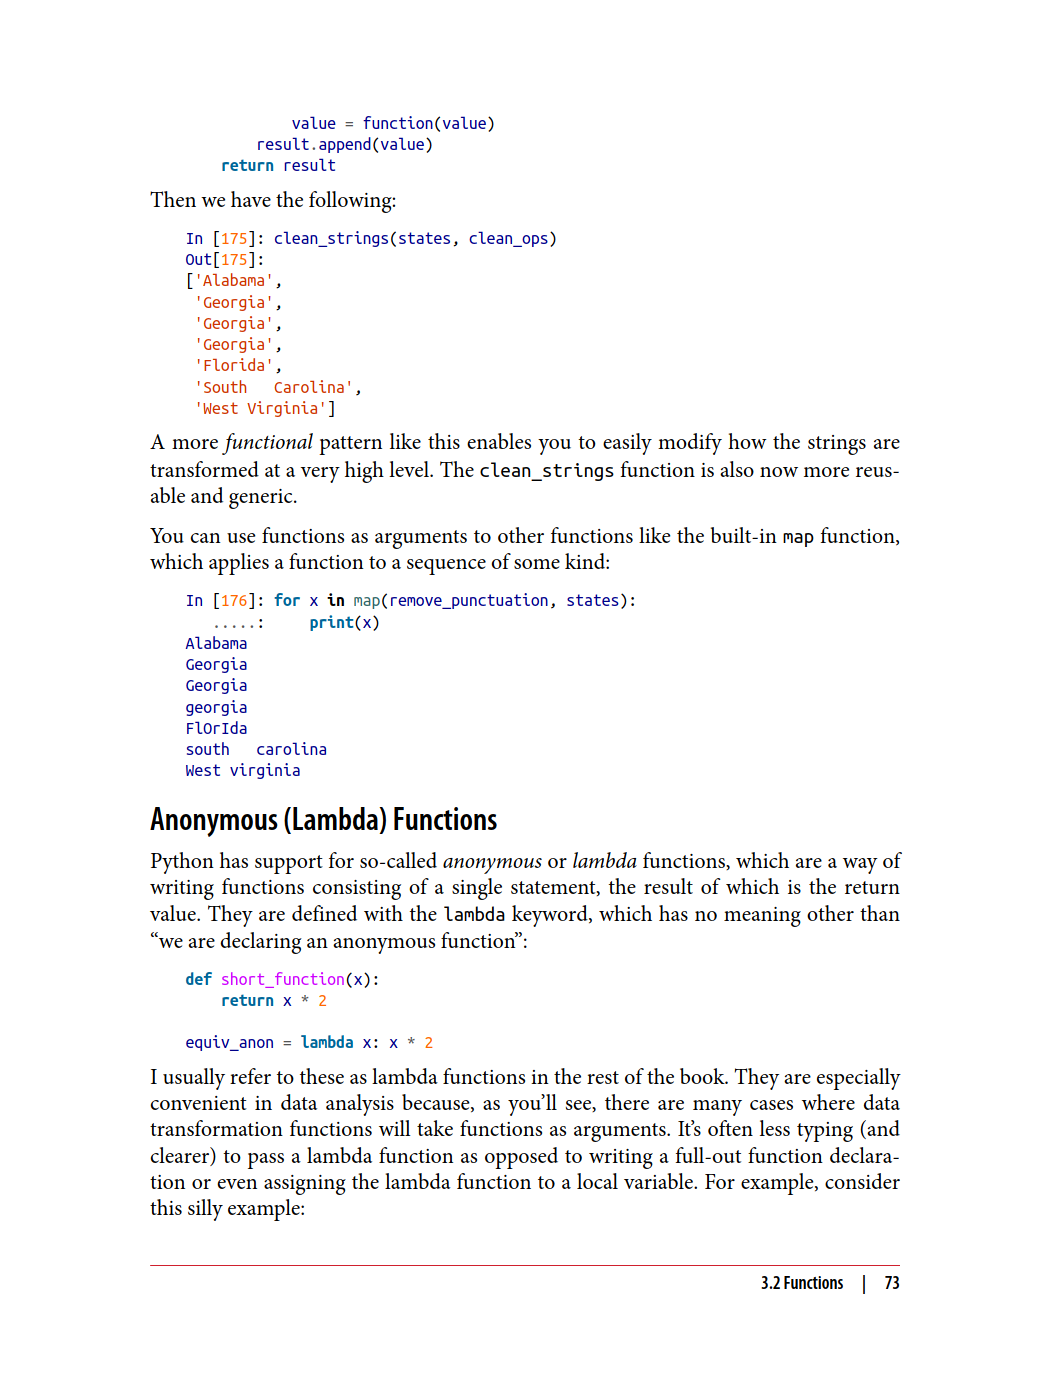 value = function(value)
        result.append(value)
    return result
Then we have the following:
In [175]: clean_strings(states, clean_ops)
Out[175]:
['Alabama',
 'Georgia',
 'Georgia',
 'Georgia',
 'Florida',
 'South   Carolina',
 'West Virginia']
A more functional pattern like this enables you to easily modify how the strings are
transformed at a very high level. The clean_strings function is also now more reus-
able and generic.
You can use functions as arguments to other functions like the built-in map function,
which applies a function to a sequence of some kind:
In [176]: for x in map(remove_punctuation, states):
   .....:     print(x)
Alabama
Georgia
Georgia
georgia
FlOrIda
south   carolina
West virginia
Anonymous (Lambda) Functions
Python has support for so-called anonymous or lambda functions, which are a way of
writing functions consisting of a single statement, the result of which is the return
value. They are defined with the lambda keyword, which has no meaning other than
“we are declaring an anonymous function”:
def short_function(x):
    return x * 2
equiv_anon = lambda x: x * 2
I usually refer to these as lambda functions in the rest of the book. They are especially
convenient in data analysis because, as you’ll see, there are many cases where data
transformation functions will take functions as arguments. It’s often less typing (and
clearer) to pass a lambda function as opposed to writing a full-out function declara-
tion or even assigning the lambda function to a local variable. For example, consider
this silly example:
3.2 Functions | 73